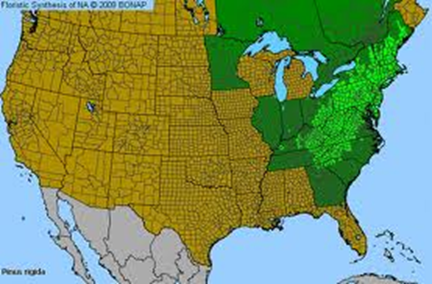 Floristic Synthesis of NA © 2009 BONAP
Pinus rigida